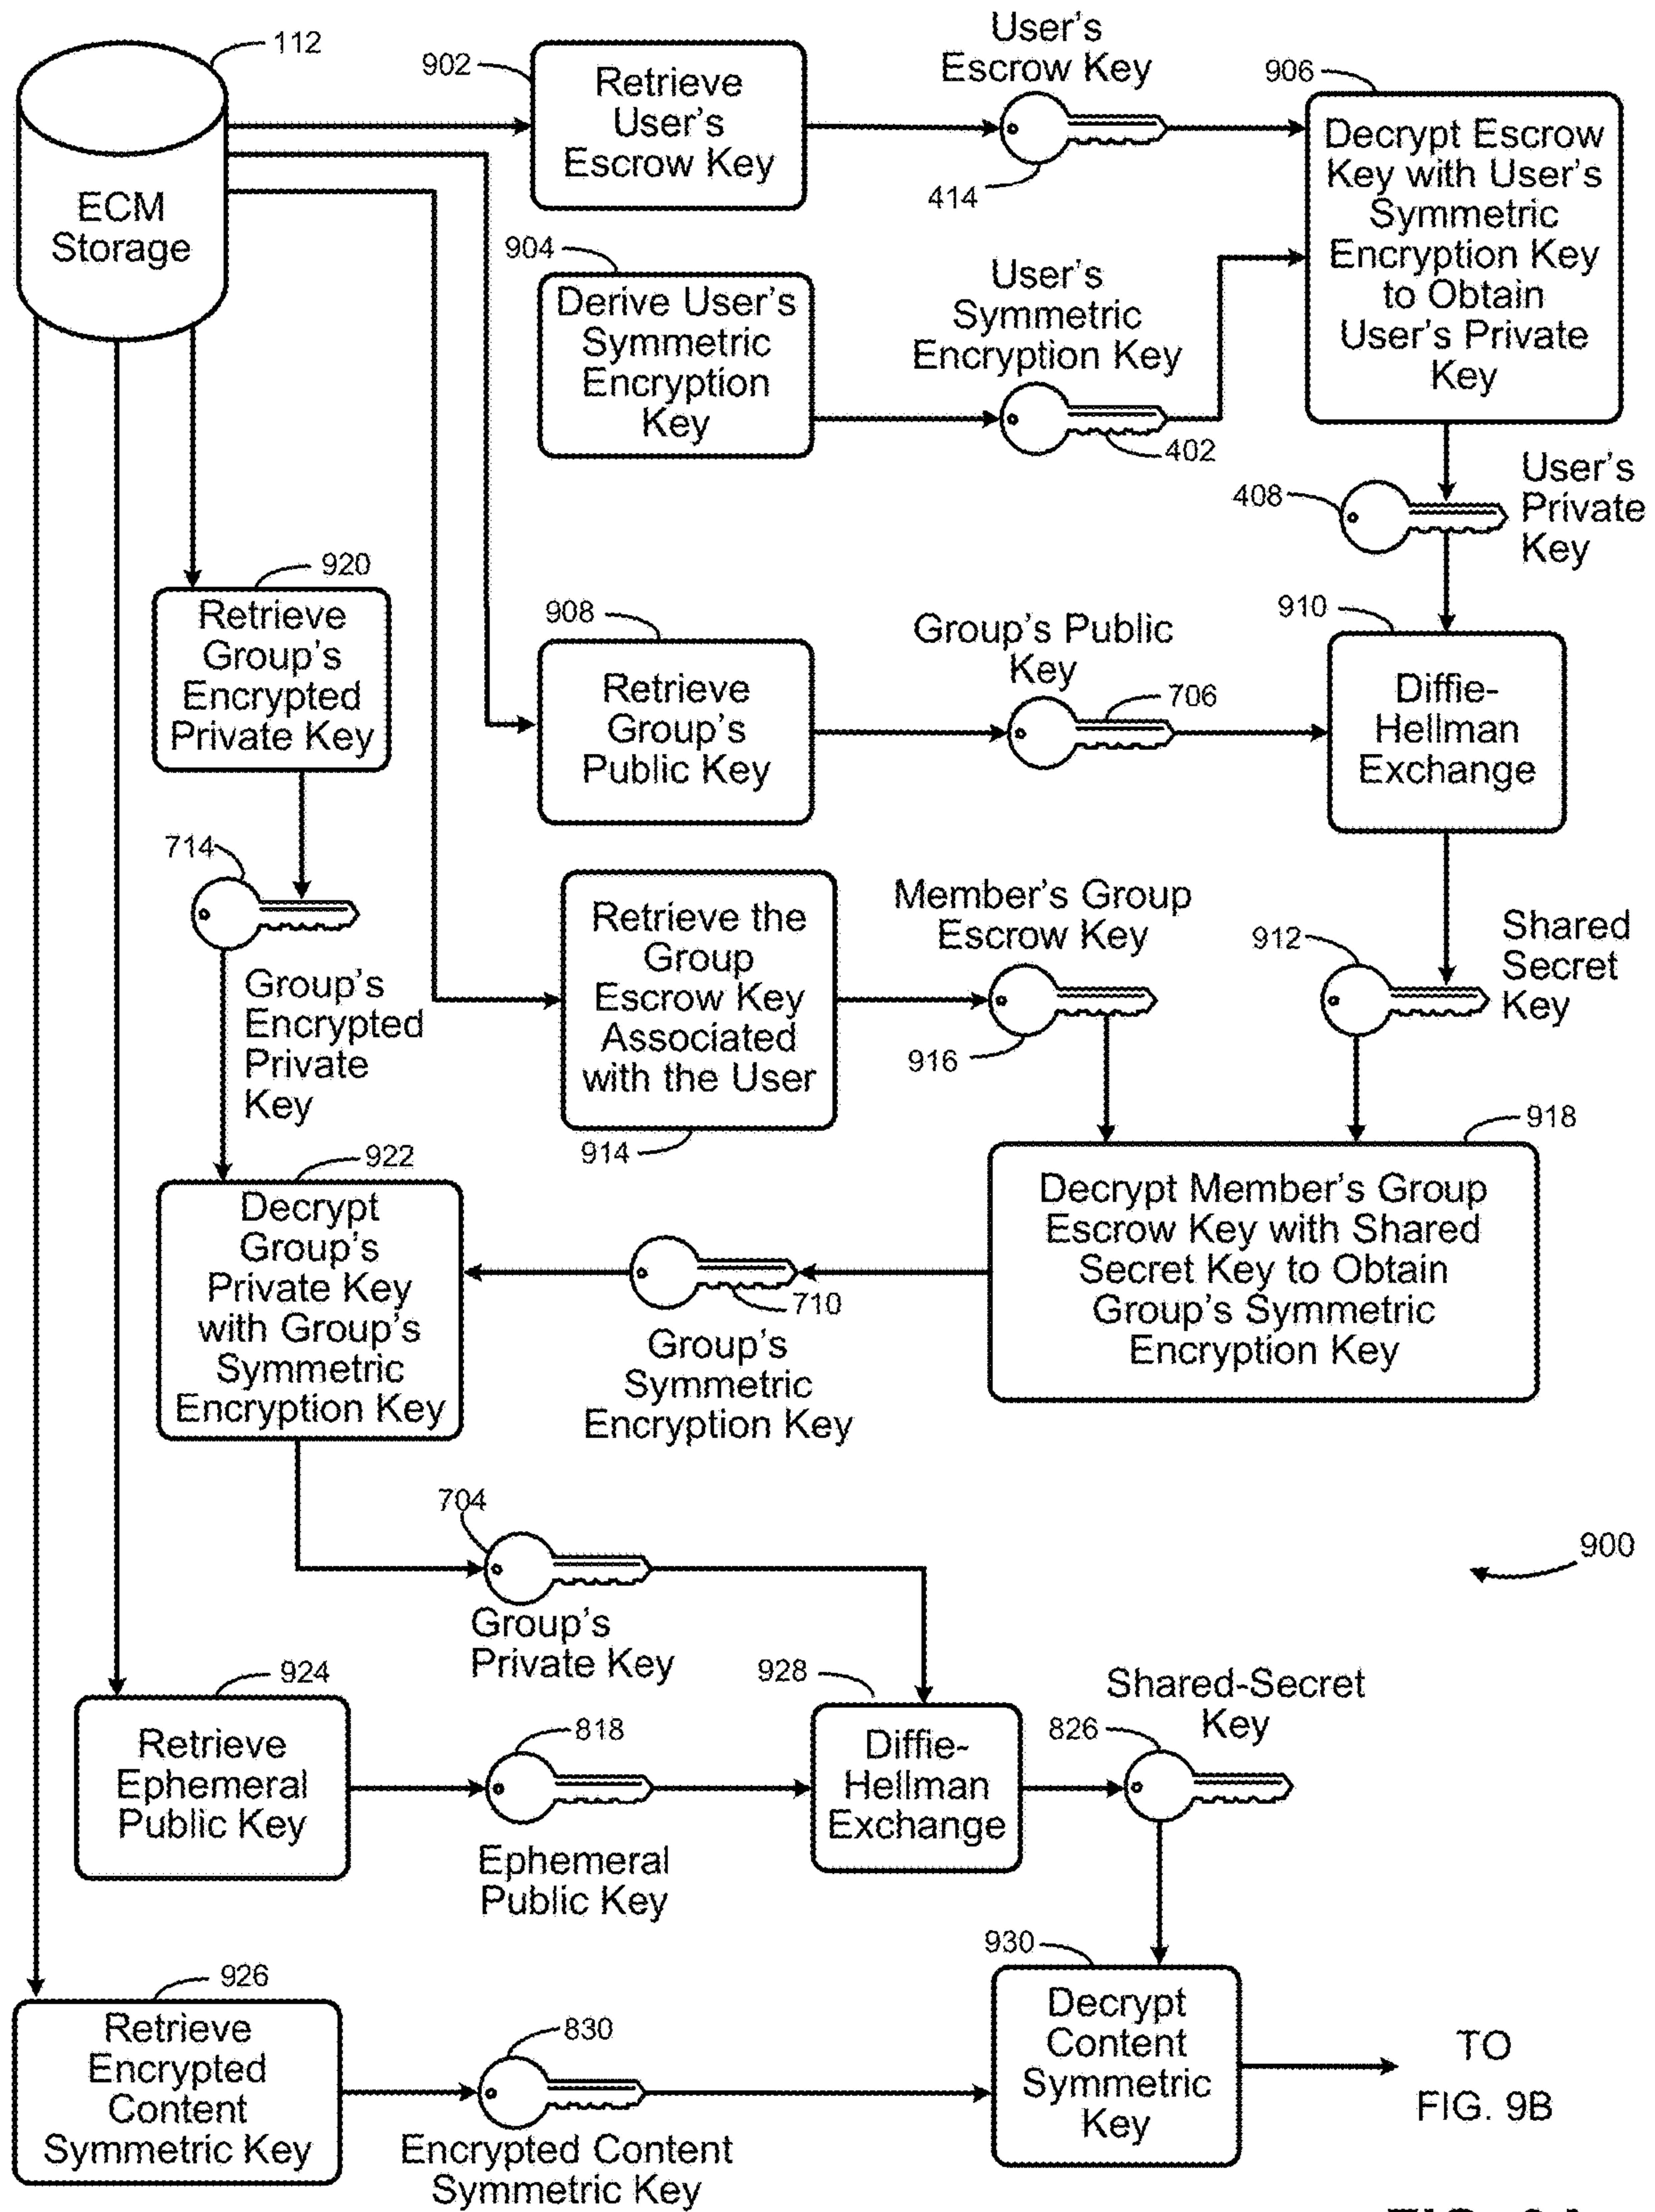 112
ECM
Storage
902
Retrieve
User's
Escrow Key
User's
Escrow Key
414
906
Decrypt Escrow
Key with User's
Symmetric
Encryption Key
to Obtain
User's Private
Key
904
Derive User's
Symmetric
Encryption
Key
User's
Symmetric
Encryption Key
402
408
User's
Private
Key
920
Retrieve
Group's
Encrypted
Private Key
908
Retrieve
Group's
Public Key
Group's Public
Key
706
910
Diffie-
Hellman
Exchange
714
Group's
Encrypted
Private
Key
Retrieve the
Group
Escrow Key
Associated
with the User
914
Member's Group
Escrow Key
916
912
Shared
Secret
Key
918
Decrypt Member's Group
Escrow Key with Shared
Secret Key to Obtain
Group's Symmetric
Encryption Key
922
Decrypt
Group's
Private Key
with Group's
Symmetric
Encryption Key
710
Group's
Symmetric
Encryption Key
704
Group's
Private Key
900
924
Retrieve
Ephemeral
Public Key
818
Ephemeral
Public Key
928
Diffie-
Hellman
Exchange
Shared-Secret
Key
826
926
Retrieve
Encrypted
Content
Symmetric Key
830
Encrypted Content
Symmetric Key
930
Decrypt
Content
Symmetric
Key
TO
FIG. 9B